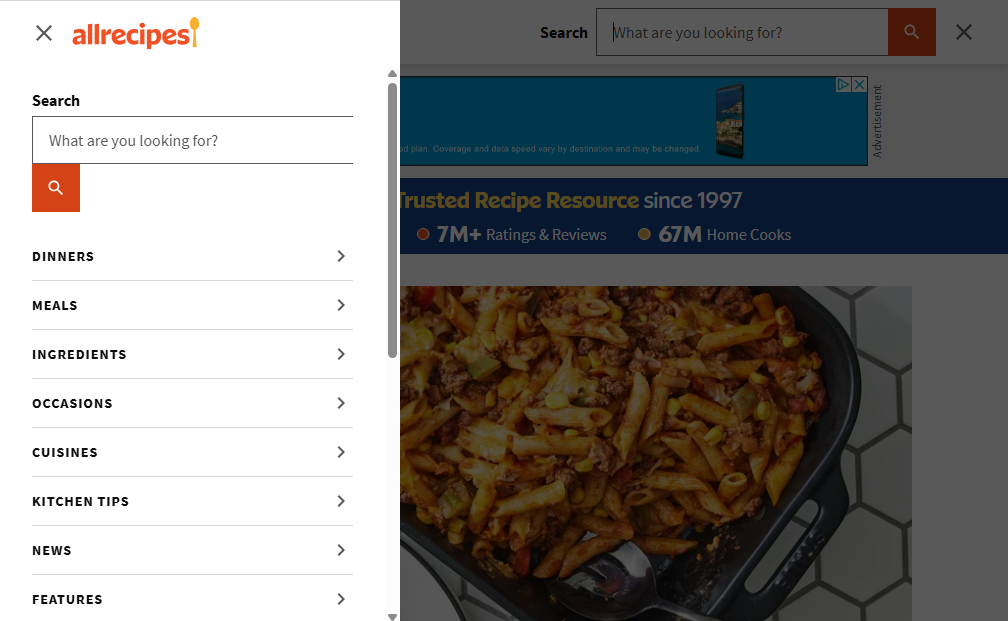 allrecipes
Search
What are you looking for?
DINNERS
MEALS
INGREDIENTS
OCCASIONS
CUISINES
KITCHEN TIPS
NEWS
FEATURES
Search
What are you looking for?
ed plan. Coverage and data speed vary by destination and may be changed.
Advertisement
Trusted Recipe Resource since 1997
7M+ Ratings & Reviews
67M Home Cooks